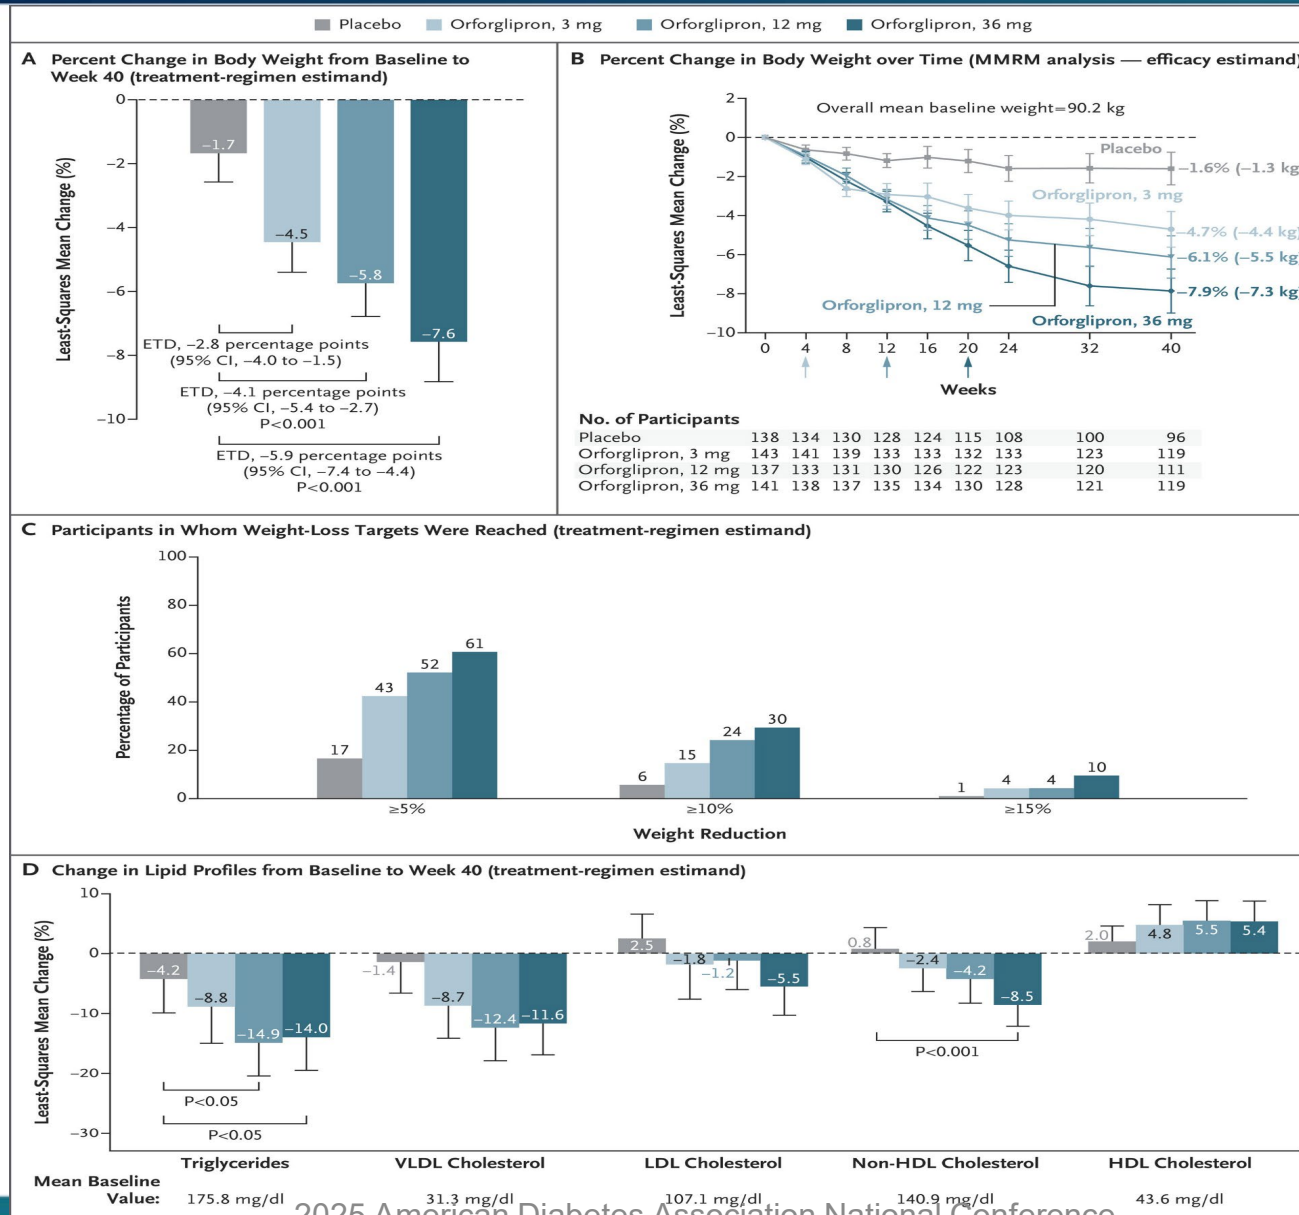 Placebo Orforglipron, 3 mg Orforglipron, 12 mg Orforglipron, 36 mg
A Percent Change in Body Weight from Baseline to
Week 40 (treatment-regimen estimand)
Least-Squares Mean Change (%)
0
−2
−4
−6
−8
−10
−1.7
−4.5
−5.8
−7.6
ETD, −2.8 percentage points
(95% CI, −4.0 to −1.5)
ETD, −4.1 percentage points
(95% CI, −5.4 to −2.7)
P<0.001
ETD, −5.9 percentage points
(95% CI, −7.4 to −4.4)
P<0.001
B Percent Change in Body Weight over Time (MMRM analysis — efficacy estimand)
Overall mean baseline weight=90.2 kg
Least-Squares Mean Change (%)
2
0
−2
−4
−6
−8
−10
Placebo
−1.6% (−1.3 kg
Orforglipron, 3 mg
−4.7% (−4.4 kg)
−6.1% (−5.5 kg
Orforglipron, 12 mg
−7.9% (−7.3 kg)
Orforglipron, 36 mg
0 4 8 12 16 20 24 32 40
Weeks
No. of Participants
Placebo 138 134 130 128 124 115 108 100 96
Orforglipron, 3 mg 143 141 139 133 133 132 133 123 119
Orforglipron, 12 mg 137 133 131 130 126 122 123 120 111
Orforglipron, 36 mg 141 138 137 135 134 130 128 121 119
C Participants in Whom Weight-Loss Targets Were Reached (treatment-regimen estimand)
Percentage of Participants
100
80
60
40
20
0
17 43 52 61
6 15 24 30
1 4 4 10
≥5% ≥10% ≥15%
Weight Reduction
D Change in Lipid Profiles from Baseline to Week 40 (treatment-regimen estimand)
Least-Squares Mean Change (%)
10
0
−10
−20
−30
−4.2 −8.8 −14.9 −14.0
P<0.05
P<0.05
−1.4 −8.7 −12.4 −11.6
2.5 −1.8 −1.2 −5.5
0.8 −2.4 −4.2 −8.5
P<0.001
2.0 4.8 5.5 5.4
Triglycerides VLDL Cholesterol LDL Cholesterol Non-HDL Cholesterol HDL Cholesterol
Mean Baseline
Value: 175.8 mg/dl 31.3 mg/dl 107.1 mg/dl 140.9 mg/dl 43.6 mg/dl
2025 American Diabetes Association National Conference